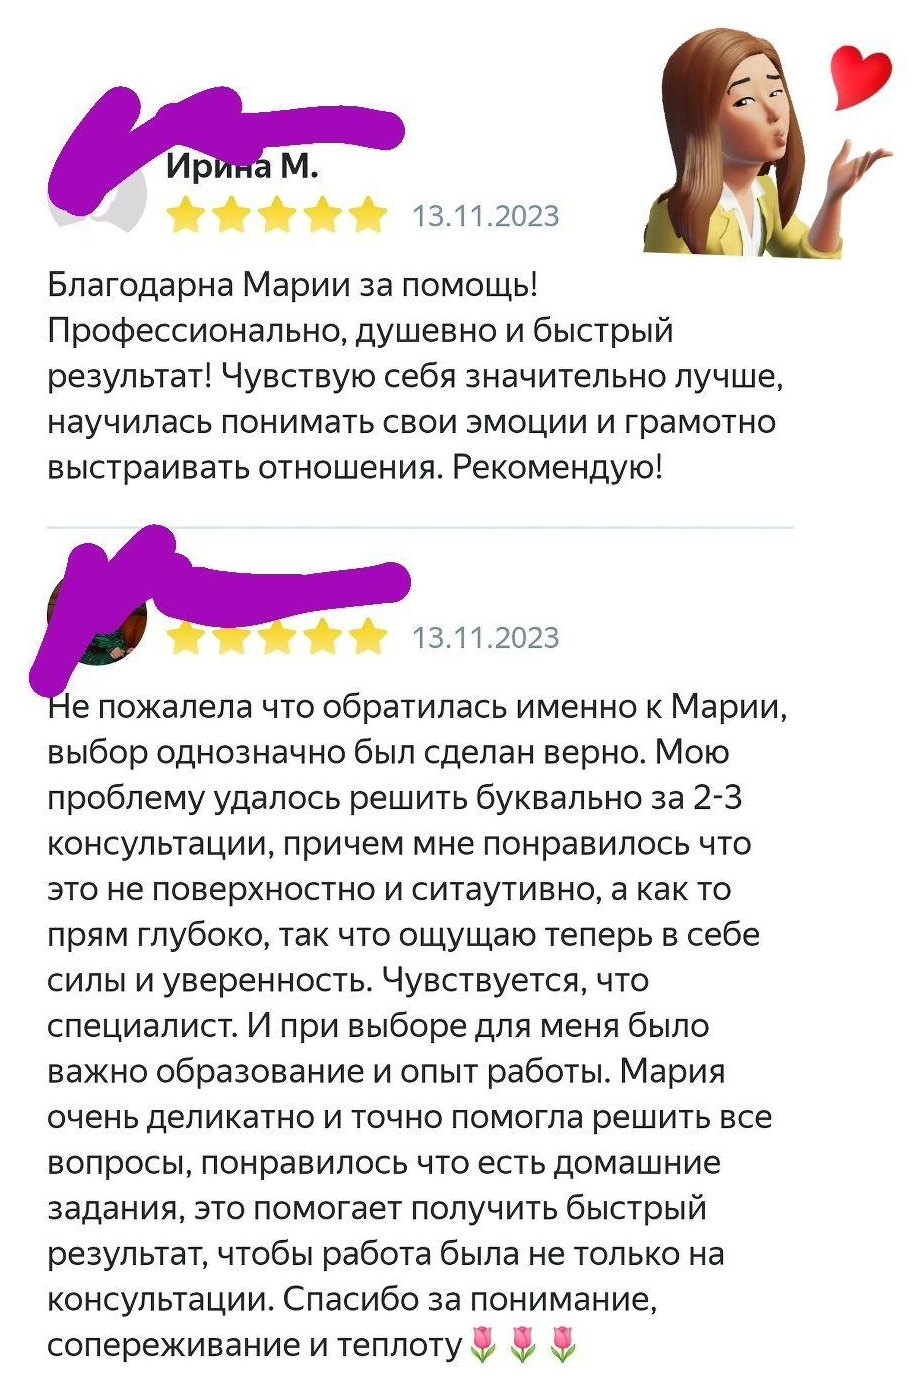 Ирина М.
13.11.2023
Благодарна Марии за помощь!
Профессионально, душевно и быстрый
результат! Чувствую себя значительно лучше,
научилась понимать свои эмоции и грамотно
выстраивать отношения. Рекомендую!
13.11.2023
Не пожалела что обратилась именно к Марии,
выбор однозначно был сделан верно. Мою
проблему удалось решить буквально за 2-3
консультации, причем мне понравилось что
это не поверхностно и ситаутивно, а как то
прям глубоко, так что ощущаю теперь в себе
силы и уверенность. Чувствуется, что
специалист. И при выборе для меня было
важно образование и опыт работы. Мария
очень деликатно и точно помогла решить все
вопросы, понравилось что есть домашние
задания, это помогает получить быстрый
результат, чтобы работа была не только на
консультации. Спасибо за понимание,
сопереживание и теплоту🌷🌷🌷